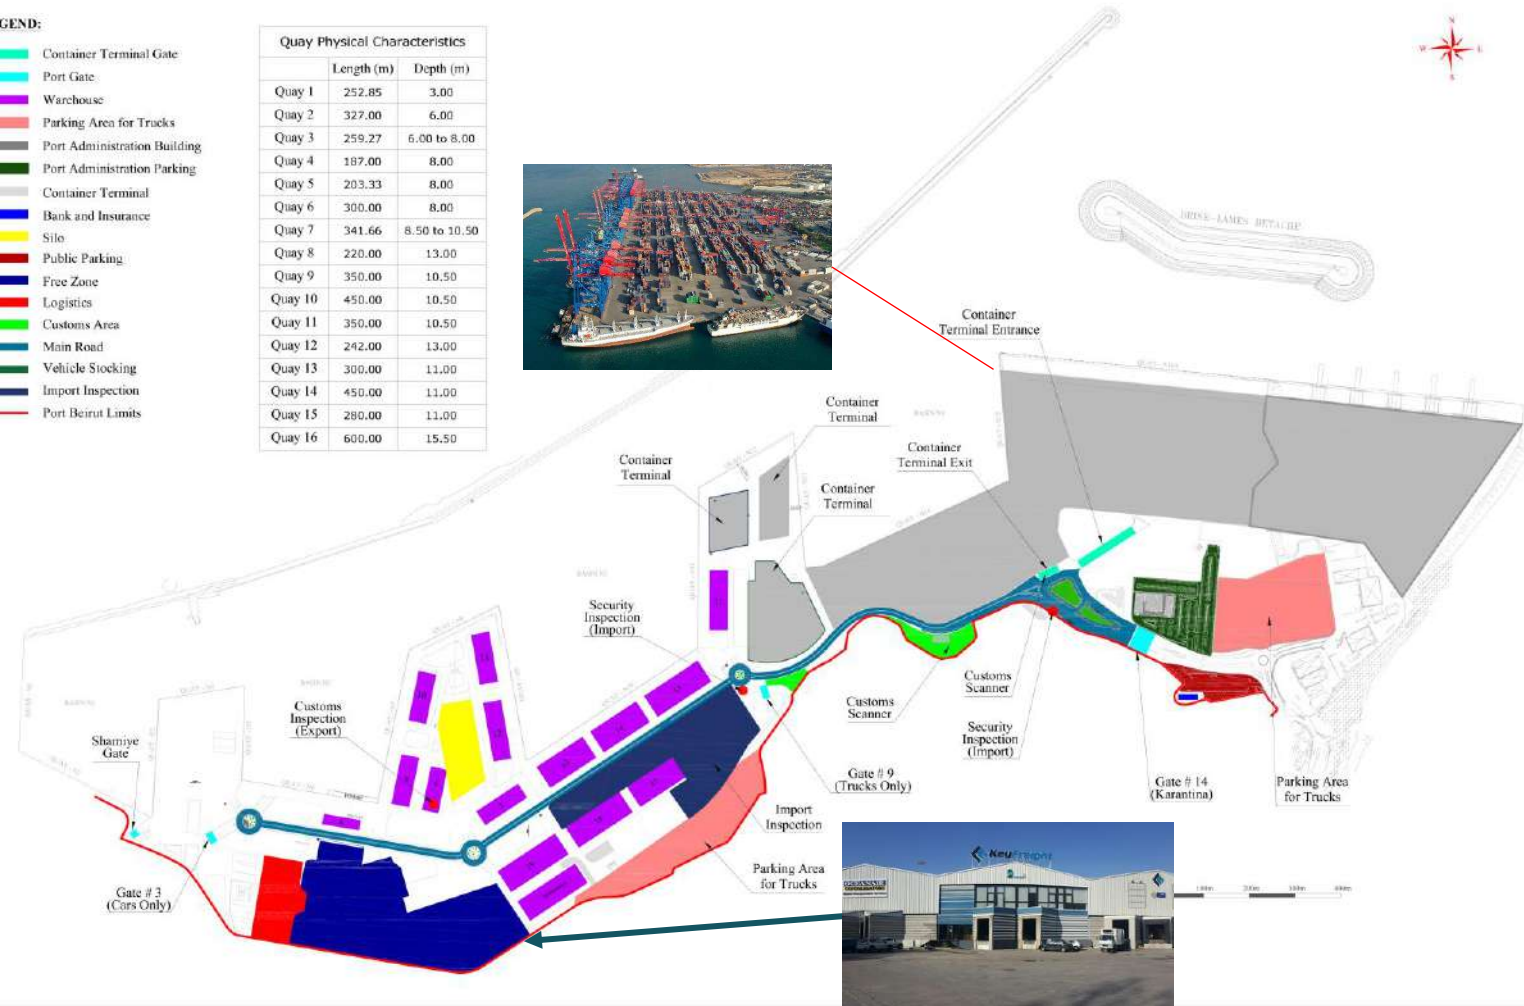 GEND:
Container Terminal Gate
Port Gate
Warehouse
Parking Area for Trucks
Port Administration Building
Port Administration Parking
Container Terminal
Bank and Insurance
Silo
Public Parking
Free Zone
Logistics
Customs Area
Main Road
Vehicle Stocking
Import Inspection
Port Beirut Limits
Quay Physical Characteristics
Length (m) Depth (m)
Quay 1 252.85 3.00
Quay 2 327.00 6.00
Quay 3 259.27 6.00 to 8.00
Quay 4 187.00 8.00
Quay 5 203.33 8.00
Quay 6 300.00 8.00
Quay 7 341.66 8.50 to 10.50
Quay 8 220.00 13.00
Quay 9 350.00 10.50
Quay 10 450.00 10.50
Quay 11 350.00 10.50
Quay 12 242.00 13.00
Quay 13 300.00 11.00
Quay 14 450.00 11.00
Quay 15 280.00 11.00
Quay 16 600.00 15.50
N
W E
S
BRISE-LAMES DETACHE
Container
Terminal Entrance
Container
Terminal
Container
Terminal Exit
Container
Terminal
Container
Terminal
Security
Inspection
(Import)
Customs
Inspection
(Export)
Shamiye
Gate
Customs
Scanner
Customs
Scanner
Security
Inspection
(Import)
Gate # 9
(Trucks Only)
Gate # 14
(Karantina)
Parking Area
for Trucks
Import
Inspection
Parking Area
for Trucks
Gate # 3
(Cars Only)
KeyFreight
100m 200m 300m 400m